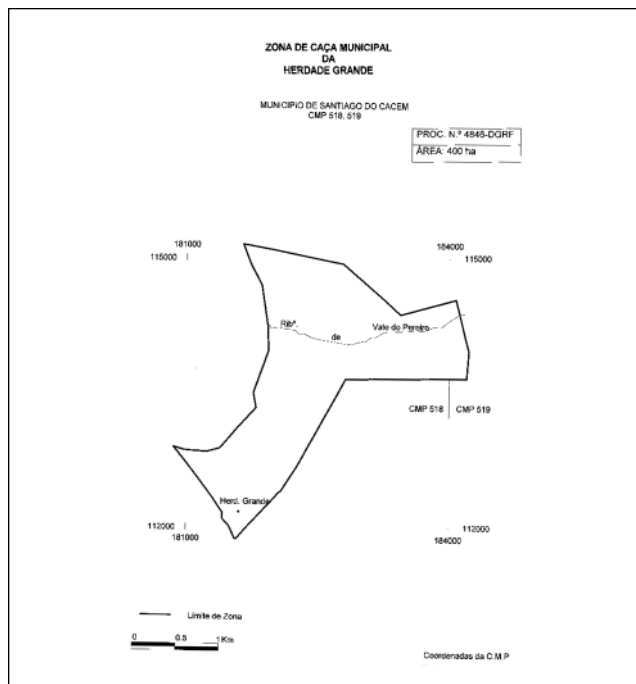 ZONA DE CAÇA MUNICIPAL
DA
HERDADE GRANDE
MUNICIPIO DE SANTIAGO DO CACEM
CMP 518, 519
PROC. N.º 4846-DGRF
ÁREA: 400 ha
181000
115000
184000
115000
Ribª.
de
Vale do Pereiro
CMP 518
CMP 519
Herd. Grande
112000
181000
112000
184000
Limite de Zona
0
0.5
1 Km
Coordenadas da C.M.P